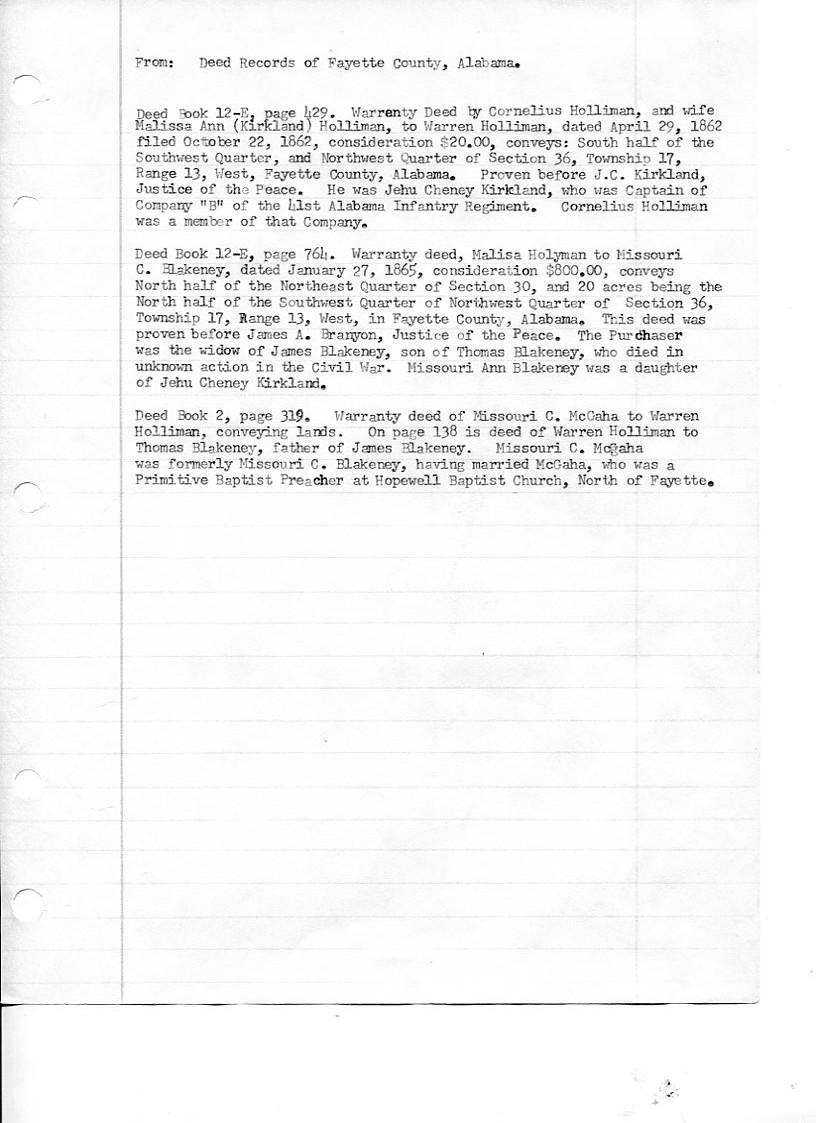 From:   Deed Records of Fayette County, Alabama.
Deed Book 12-E, page 429.  Warrenty Deed by Cornelius Holliman, and wife
Malissa Ann (Kirkland) Holliman, to Warren Holliman, dated April 29, 1862
filed October 22, 1862, consideration $20.00, conveys: South half of the
Southwest Quarter, and Northwest Quarter of Section 36, Township 17,
Range 13, West, Fayette County, Alabama.   Proven before J.C. Kirkland,
Justice of the Peace.   He was Jehu Cheney Kirkland, who was Captain of
Company "B" of the 41st Alabama Infantry Regiment.   Cornelius Holliman
was a member of that Company.
Deed Book 12-E, page 764.  Warranty deed, Malisa Holyman to Missouri
C. Blakeney, dated January 27, 1865, consideration $800.00, conveys
North half of the Northeast Quarter of Section 30, and 20 acres being the
North half of the Southwest Quarter of Northwest Quarter of  Section 36,
Township 17, Range 13, West, in Fayette County, Alabama.  This deed was
proven before James A. Branyon, Justice of the Peace.  The Purchaser
was the widow of James Blakeney, son of Thomas Blakeney, who died in
unknown action in the Civil War.  Missouri Ann Blakeney was a daughter
of Jehu Cheney Kirkland.
Deed Book 2, page 319.   Warranty deed of Missouri C. McGaha to Warren
Holliman, conveying lands.   On page 138 is deed of Warren Holliman to
Thomas Blakeney, father of James Blakeney.   Missouri C. McGaha
was formerly Missouri C. Blakeney, having married McGaha, who was a
Primitive Baptist Preacher at Hopewell Baptist Church, North of Fayette.